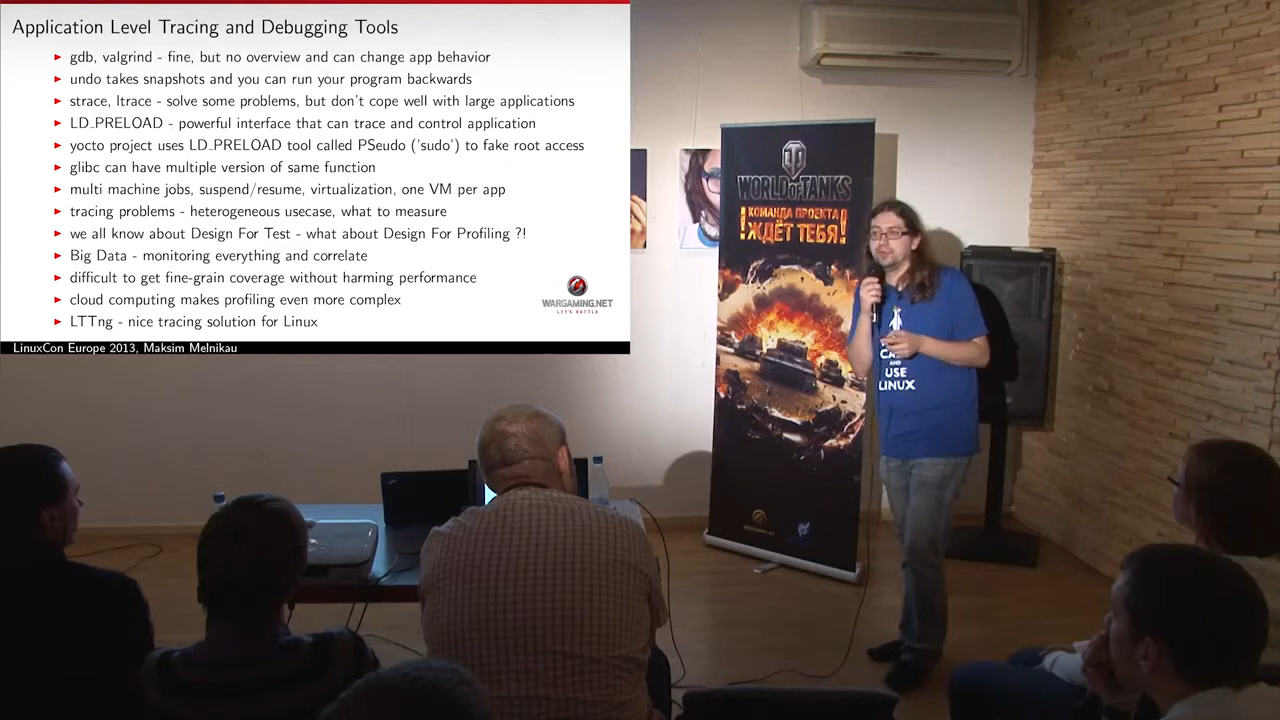 Application Level Tracing and Debugging Tools
gdb, valgrind - fine, but no overview and can change app behavior
undo takes snapshots and you can run your program backwards
strace, ltrace - solve some problems, but don't cope well with large applications
LD_PRELOAD - powerful interface that can trace and control application
yocto project uses LD_PRELOAD tool called PSeudo ('sudo') to fake root access
glibc can have multiple version of same function
multi machine jobs, suspend/resume, virtualization, one VM per app
tracing problems - heterogeneous usecase, what to measure
we all know about Design For Test - what about Design For Profiling ?!
Big Data - monitoring everything and correlate
difficult to get fine-grain coverage without harming performance
cloud computing makes profiling even more complex
LTTng - nice tracing solution for Linux
WARGAMING.NET
LET'S BATTLE
LinuxCon Europe 2013, Maksim Melnikau
WORLD OF TANKS
КОМАНДА ПРОЕКТА
ЖДЁТ ТЕБЯ!
AND
USE
LINUX